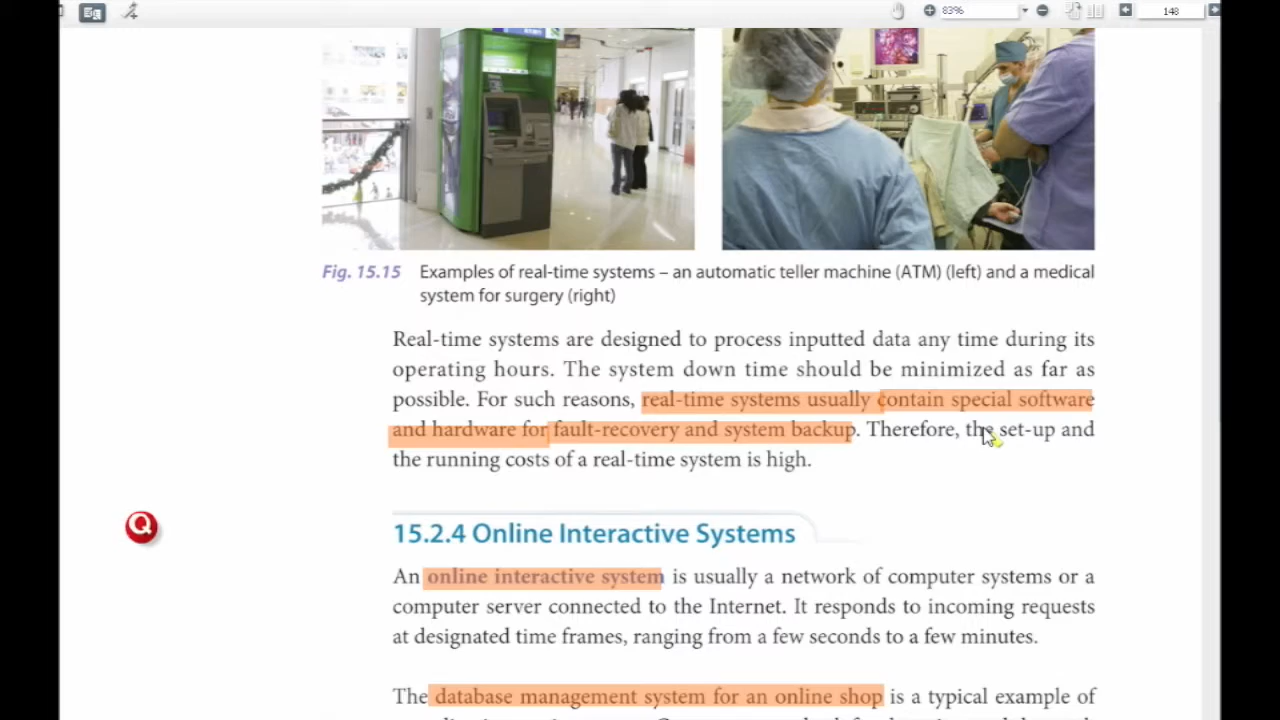 83%
148
Fig. 15.15 Examples of real-time systems – an automatic teller machine (ATM) (left) and a medical
system for surgery (right)
Real-time systems are designed to process inputted data any time during its
operating hours. The system down time should be minimized as far as
possible. For such reasons, real-time systems usually contain special software
and hardware for fault-recovery and system backup. Therefore, the set-up and
the running costs of a real-time system is high.
Q
15.2.4 Online Interactive Systems
An online interactive system is usually a network of computer systems or a
computer server connected to the Internet. It responds to incoming requests
at designated time frames, ranging from a few seconds to a few minutes.
The database management system for an online shop is a typical example of